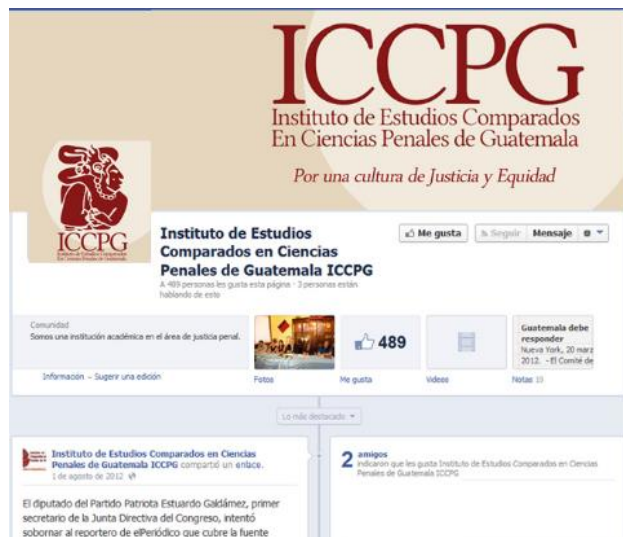 ICCPG
Instituto de Estudios Comparados
En Ciencias Penales de Guatemala
Por una cultura de Justicia y Equidad
ICCPG
Instituto de Estudios
Comparados en Ciencias
Penales de Guatemala ICCPG
A 489 personas les gusta esta página · 3 personas están
hablando de esto
Me gusta
Seguir
Mensaje
Comunidad
Somos una institución académica en el área de justicia penal.
Información – Sugerir una edición
Fotos
489
Me gusta
Videos
Guatemala debe
responder
Nueva York, 20 marz
2012. - El Comité de
Notas 19
Lo más destacado
Instituto de Estudios Comparados en Ciencias
Penales de Guatemala ICCPG compartió un enlace.
1 de agosto de 2012
El diputado del Partido Patriota Estuardo Galdámez, primer
secretario de la Junta Directiva del Congreso, intentó
sobornar al reportero de elPeriódico que cubre la fuente
2 amigos
indicaron que les gusta Instituto de Estudios Comparados en Ciencias
Penales de Guatemala ICCPG